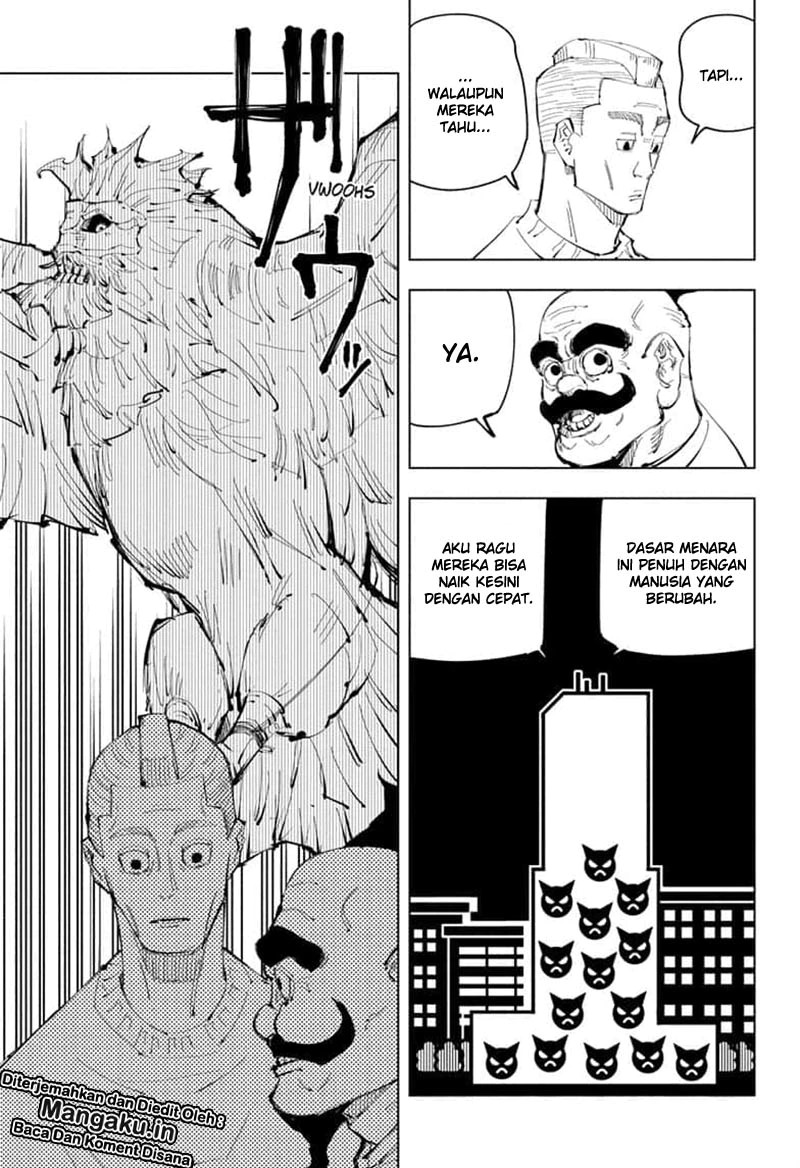 TAPI...
...
WALAUPUN
MEREKA
TAHU...
YA.
DASAR MENARA
INI PENUH DENGAN
MANUSIA YANG
BERUBAH.
AKU RAGU
MEREKA BISA
NAIK KESINI
DENGAN CEPAT.
ザウッ
VWOOHS
Diterjemahkan dan Diedit Oleh :
Mangaku.in
Baca Dan Koment Disana